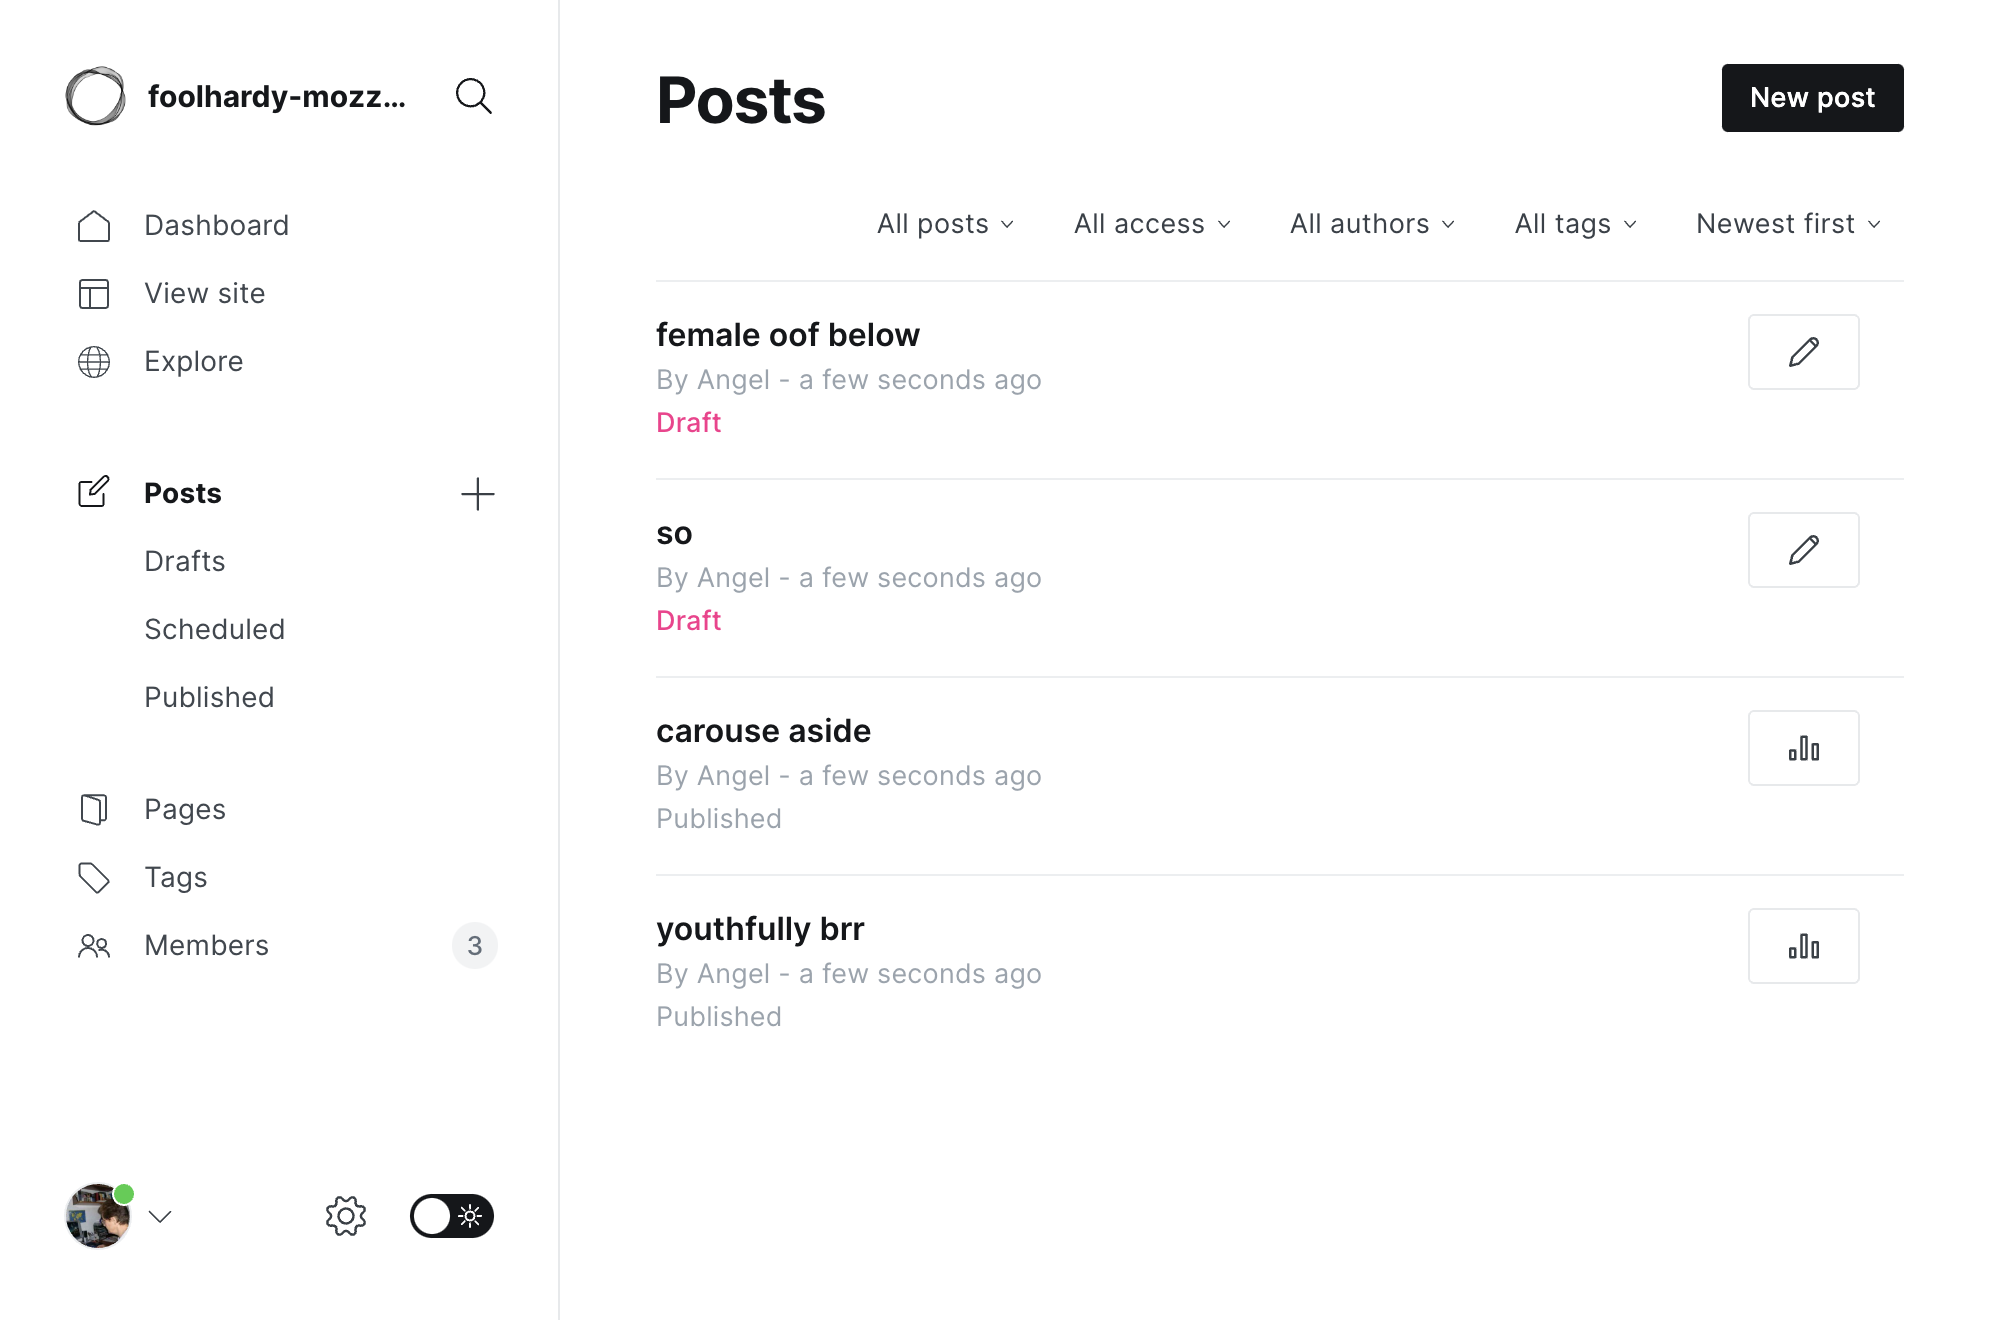 foolhardy-mozz...
Dashboard
View site
Explore
Posts
Drafts
Scheduled
Published
Pages
Tags
Members 3
Posts
New post
All posts All access All authors All tags Newest first
female oof below
By Angel - a few seconds ago
Draft
so
By Angel - a few seconds ago
Draft
carouse aside
By Angel - a few seconds ago
Published
youthfully brr
By Angel - a few seconds ago
Published